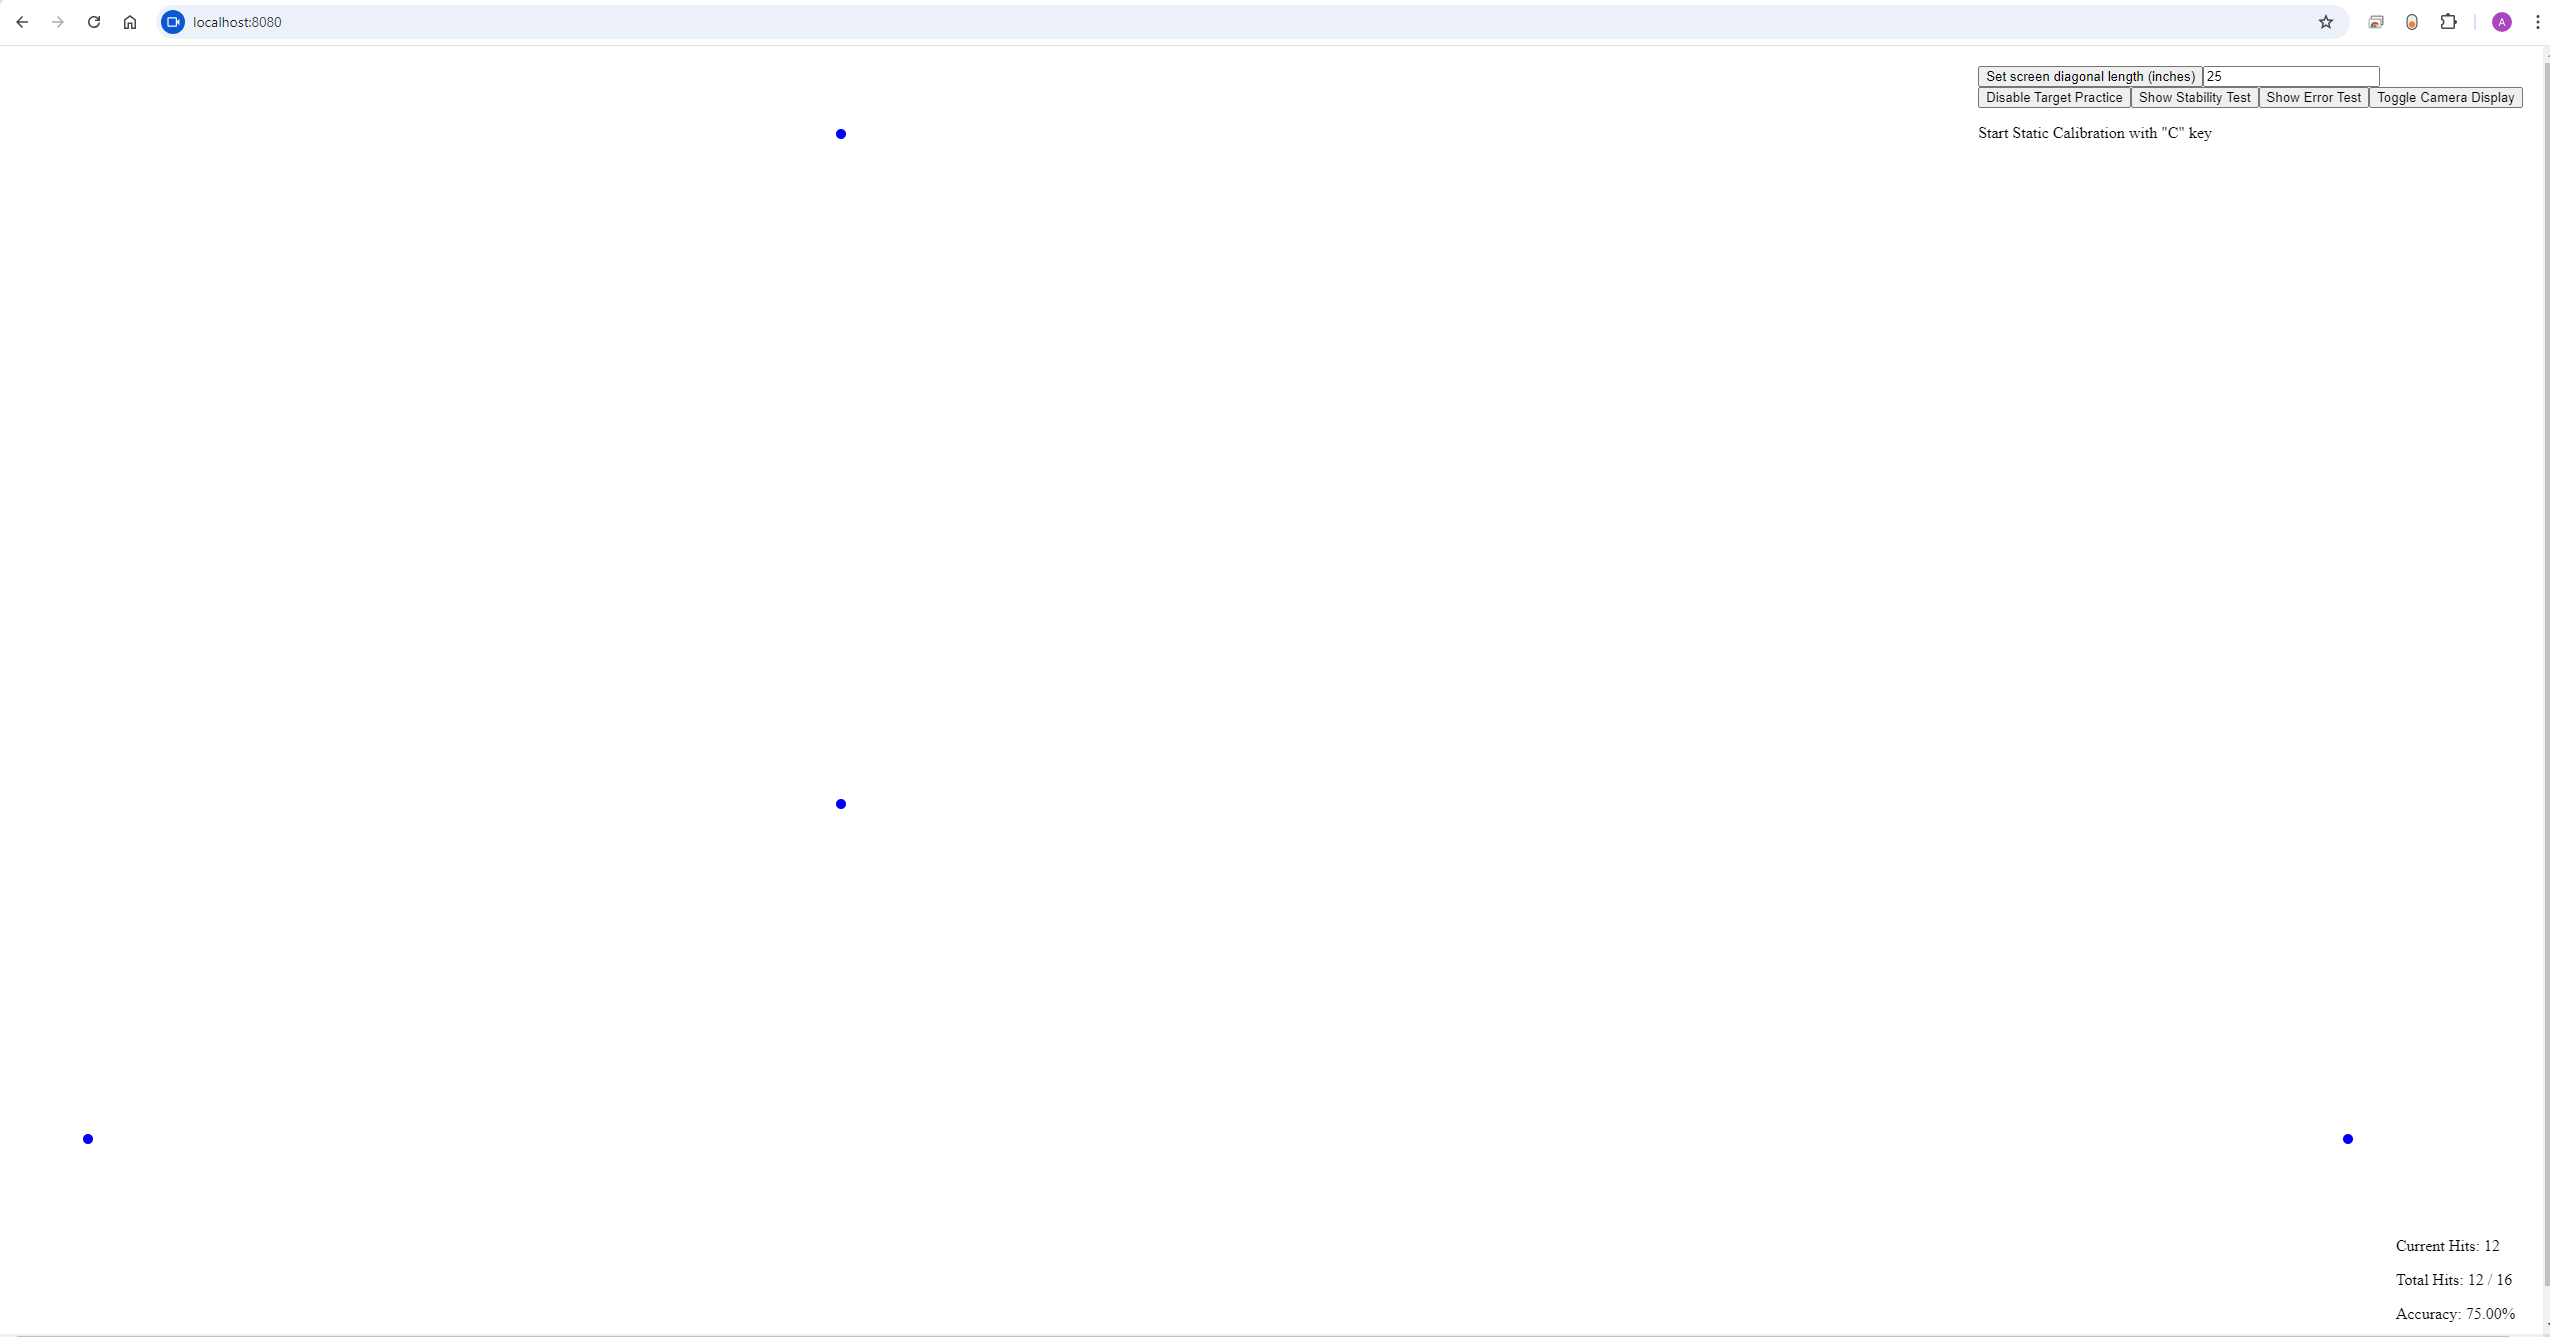 localhost:8080
A
Set screen diagonal length (inches) 25
Disable Target Practice Show Stability Test Show Error Test Toggle Camera Display
Start Static Calibration with "C" key
Current Hits: 12
Total Hits: 12 / 16
Accuracy: 75.00%